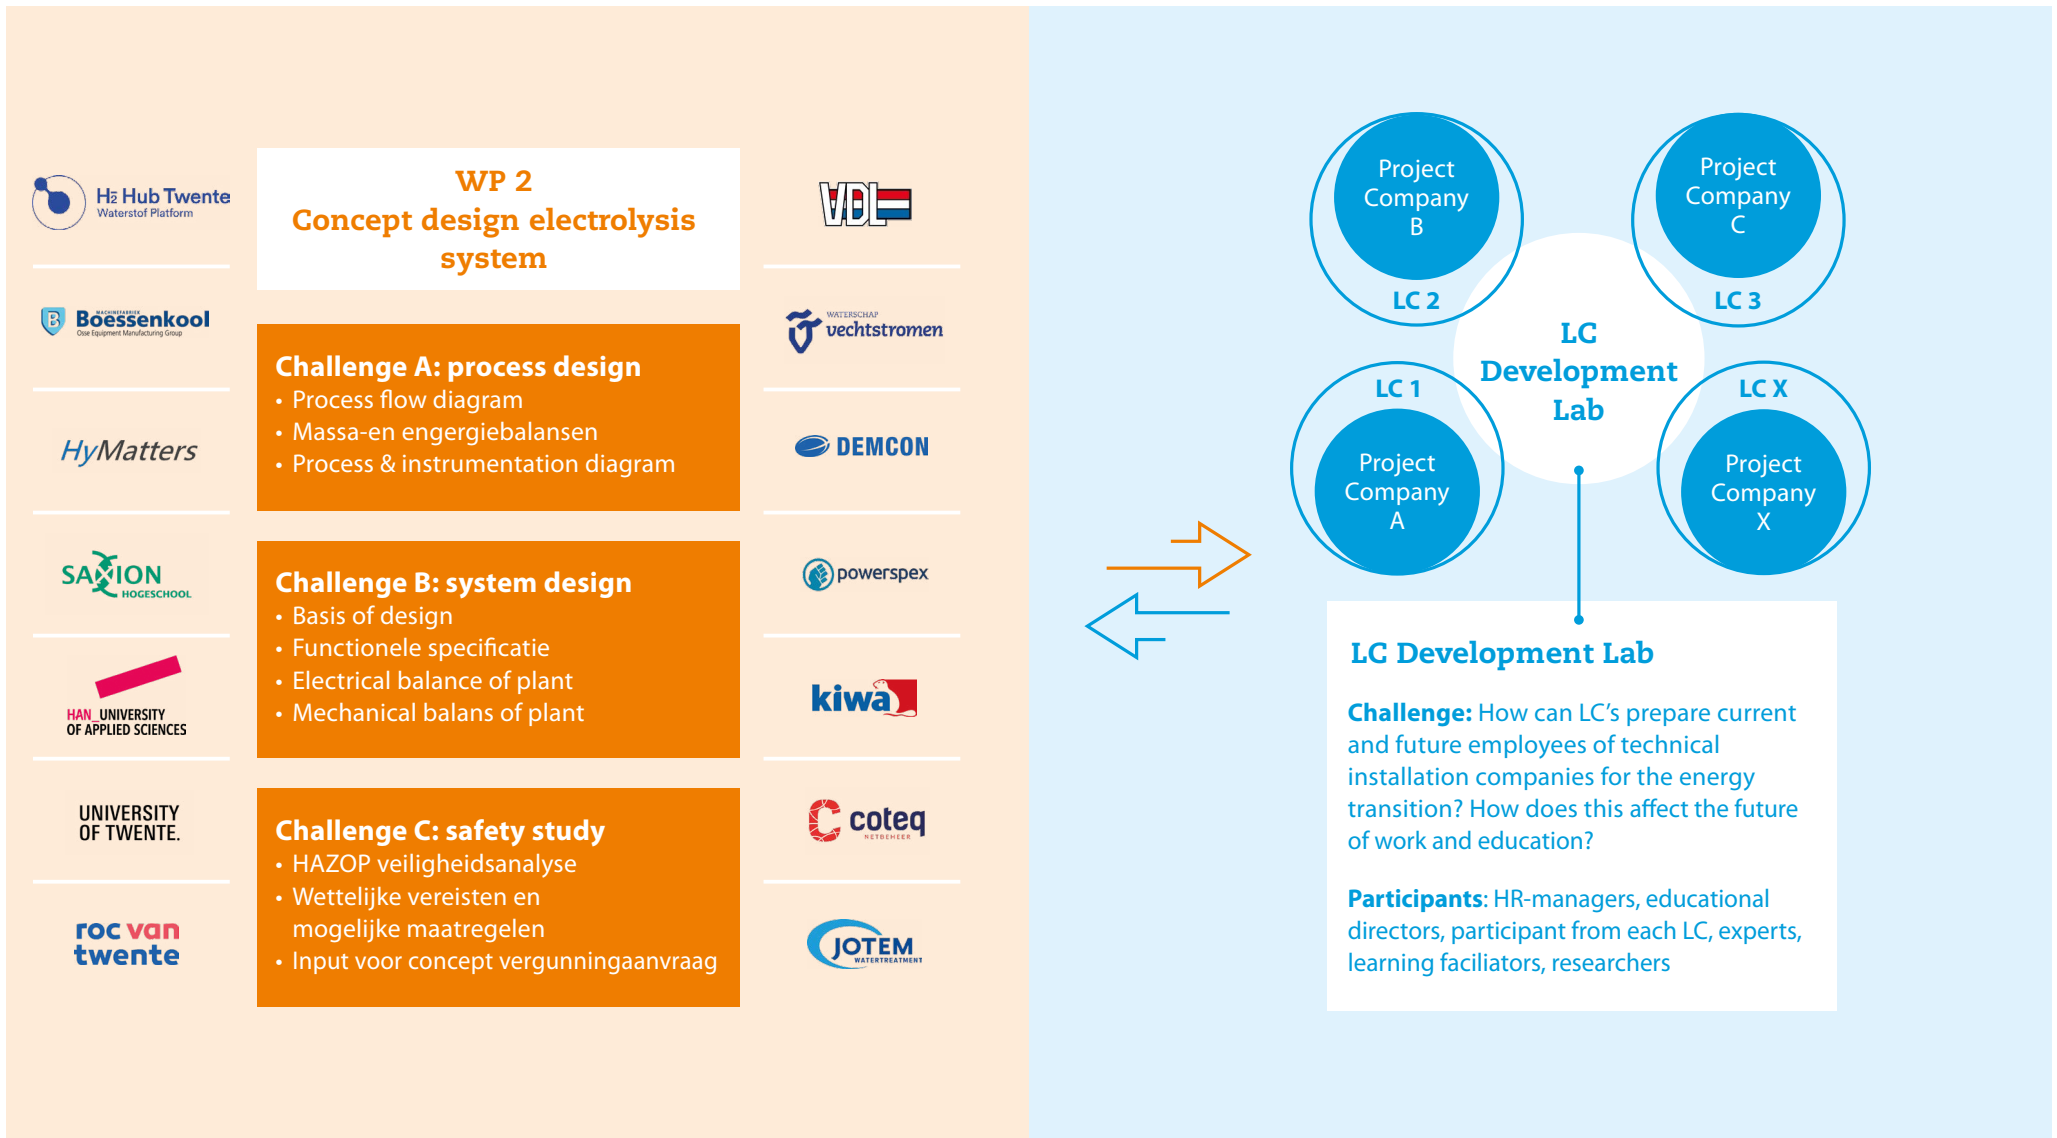 H2 Hub Twente
Waterstof Platform
MACHINEFABRIEK
Boessenkool
Osse Equipment Manufacturing Group
HyMatters
SAXION
HOGESCHOOL
HAN_UNIVERSITY
OF APPLIED SCIENCES
UNIVERSITY
OF TWENTE.
roc van
twente
WP 2
Concept design electrolysis
system
Challenge A: process design
• Process flow diagram
• Massa-en engergiebalansen
• Process & instrumentation diagram
Challenge B: system design
• Basis of design
• Functionele specificatie
• Electrical balance of plant
• Mechanical balans of plant
Challenge C: safety study
• HAZOP veiligheidsanalyse
• Wettelijke vereisten en
mogelijke maatregelen
• Input voor concept vergunningaanvraag
VDL
WATERSCHAP
vechtstromen
DEMCON
powerspex
kiwa
coteq
NETBEHEER
JOTEM
WATERTREATMENT
Project
Company
B
LC 2
Project
Company
C
LC 3
LC
Development
Lab
LC 1
Project
Company
A
LC X
Project
Company
X
LC Development Lab
Challenge: How can LC's prepare current
and future employees of technical
installation companies for the energy
transition? How does this affect the future
of work and education?
Participants: HR-managers, educational
directors, participant from each LC, experts,
learning faciliators, researchers